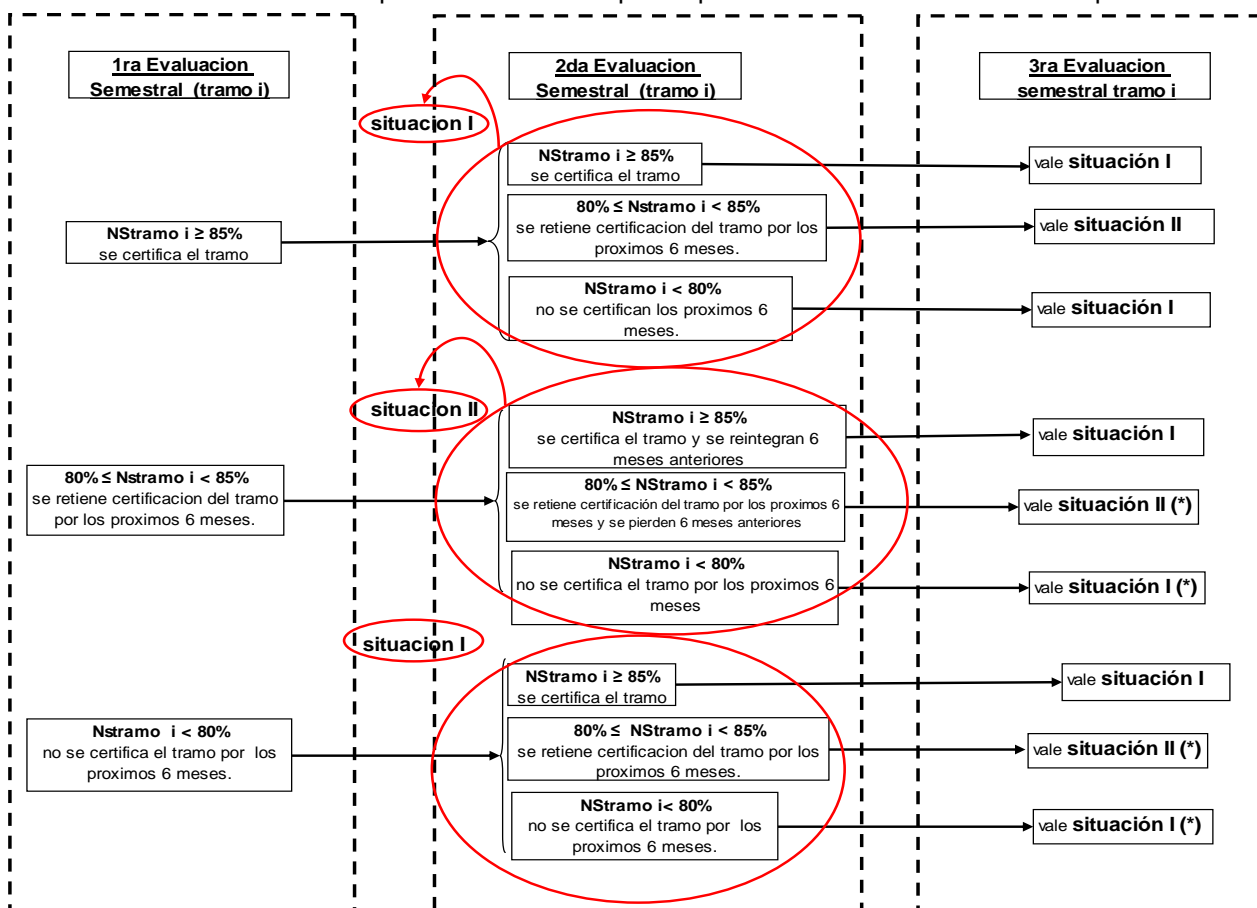 1ra Evaluacion
Semestral (tramo i)
2da Evaluacion
Semestral (tramo i)
3ra Evaluacion
semestral tramo i
situacion I
NStramo i ≥ 85%
se certifica el tramo
vale situación I
80% ≤ Nstramo i < 85%
se retiene certificacion del tramo por los
proximos 6 meses.
vale situación II
NStramo i ≥ 85%
se certifica el tramo
NStramo i < 80%
no se certifican los proximos 6
meses.
vale situación I
situacion II
NStramo i ≥ 85%
se certifica el tramo y se reintegran 6
meses anteriores
vale situación I
80% ≤ Nstramo i < 85%
se retiene certificacion del tramo
por los proximos 6 meses.
80% ≤ NStramo i < 85%
se retiene certificación del tramo por los proximos 6
meses y se pierden 6 meses anteriores
vale situación II (*)
NStramo i < 80%
no se certifica el tramo por los proximos 6
meses
vale situación I (*)
situacion I
NStramo i ≥ 85%
se certifica el tramo
vale situación I
Nstramo i < 80%
no se certifica el tramo por los
proximos 6 meses.
80% ≤ NStramo i < 85%
se retiene certificacion del tramo por los
proximos 6 meses.
vale situación II (*)
NStramo i< 80%
no se certifica el tramo por los
proximos 6 meses.
vale situación I (*)